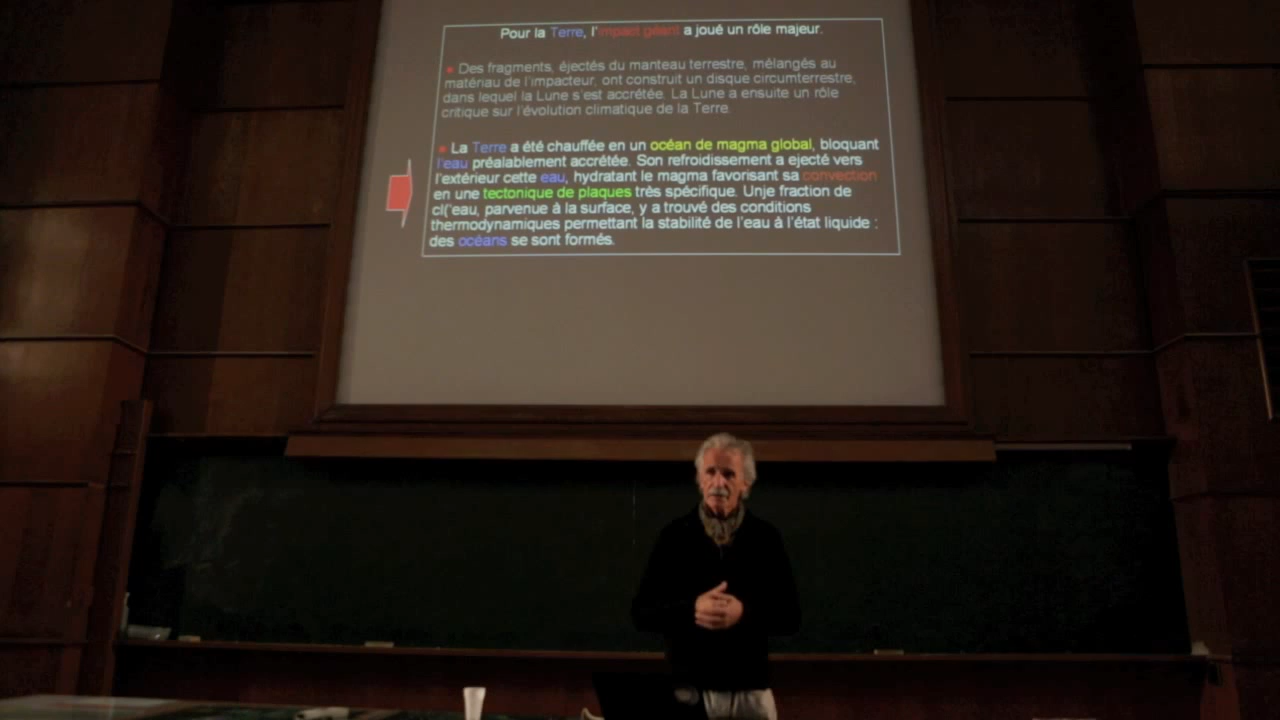 Pour la Terre, l'impact géant a joué un rôle majeur.
• Des fragments, éjectés du manteau terrestre, mélangés au
matériau de l'impacteur, ont construit un disque circumterrestre,
dans lequel la Lune s'est accrétée. La Lune a ensuite un rôle
critique sur l'évolution climatique de la Terre.
• La Terre a été chauffée en un océan de magma global, bloquant
l'eau préalablement accrétée. Son refroidissement a ejecté vers
l'extérieur cette eau, hydratant le magma favorisant sa convection
en une tectonique de plaques très spécifique. Unje fraction de
cl('eau, parvenue à la surface, y a trouvé des conditions
thermodynamiques permettant la stabilité de l'eau à l'état liquide :
des océans se sont formés.